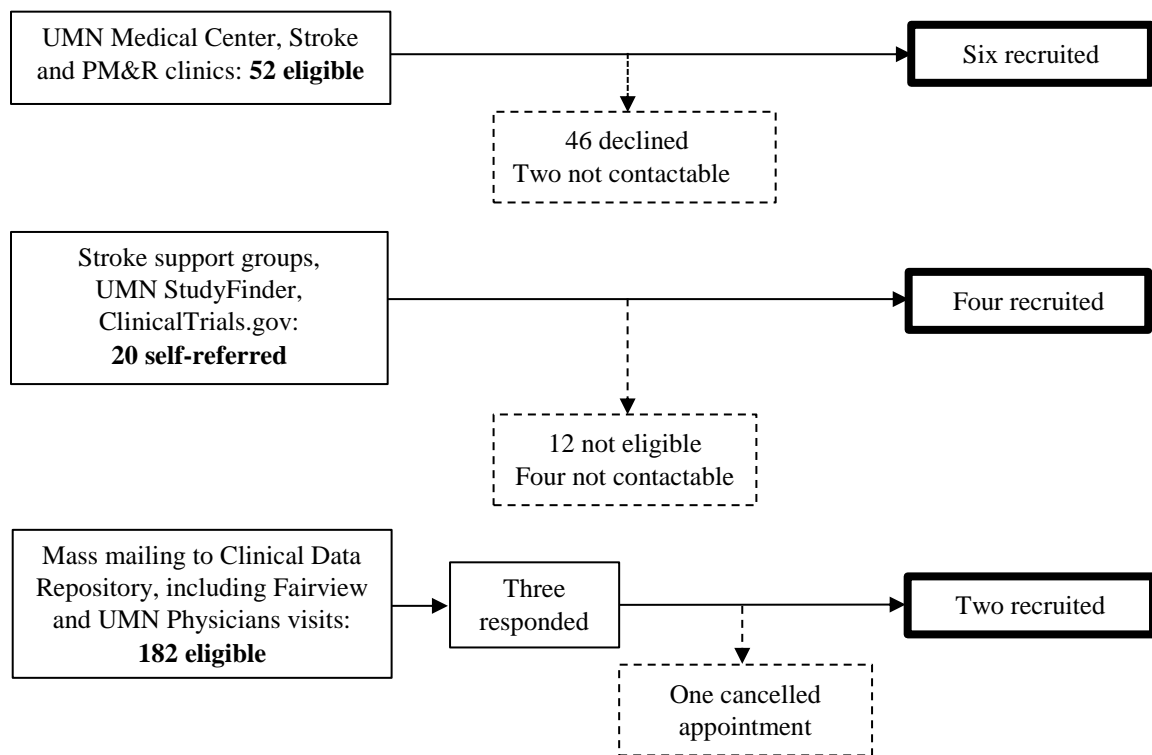 UMN Medical Center, Stroke
and PM&R clinics: 52 eligible
Six recruited
46 declined
Two not contactable
Stroke support groups,
UMN StudyFinder,
ClinicalTrials.gov:
20 self-referred
Four recruited
12 not eligible
Four not contactable
Mass mailing to Clinical Data
Repository, including Fairview
and UMN Physicians visits:
182 eligible
Three
responded
Two recruited
One cancelled
appointment